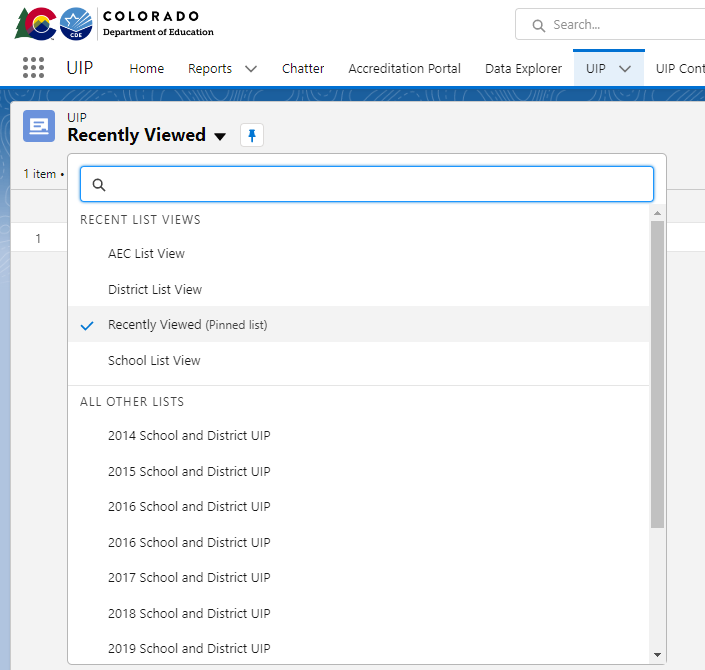 COLORADO
CDE
Department of Education
Search...
UIP
Home
Reports
Chatter
Accreditation Portal
Data Explorer
UIP
UIP Cont
UIP
Recently Viewed
1 item •
RECENT LIST VIEWS
1
AEC List View
District List View
Recently Viewed (Pinned list)
School List View
ALL OTHER LISTS
2014 School and District UIP
2015 School and District UIP
2016 School and District UIP
2016 School and District UIP
2017 School and District UIP
2018 School and District UIP
2019 School and District UIP